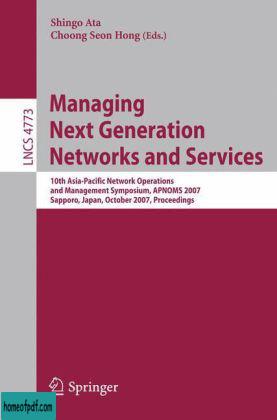 Shingo Ata
Choong Seon Hong (Eds.)
LNCS 4773
Managing
Next Generation
Networks and Services
10th Asia-Pacific Network Operations
and Management Symposium, APNOMS 2007
Sapporo, Japan, October 2007, Proceedings
Springer
homeofpdf.com